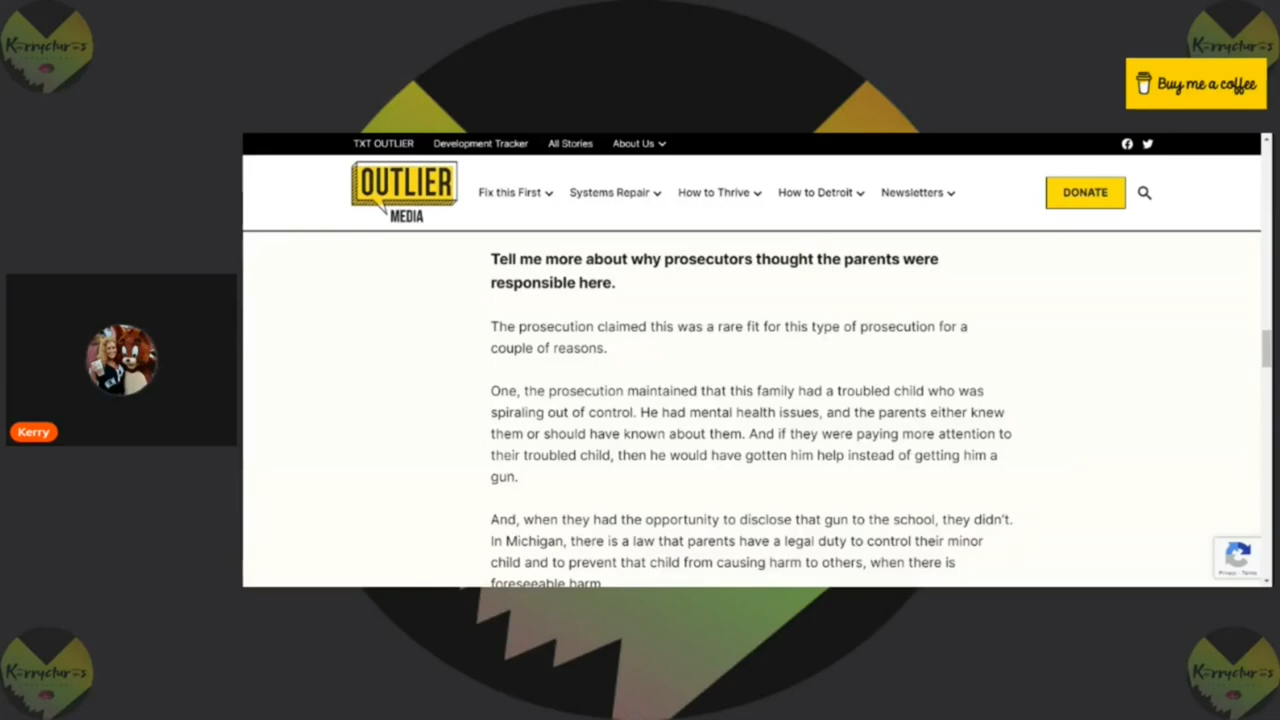 K=rryctur=s
K=rryctur=s
Buy me a coffee
TXT OUTLIER Development Tracker All Stories About Us
OUTLIER
MEDIA
Fix this First Systems Repair How to Thrive How to Detroit Newsletters DONATE
Tell me more about why prosecutors thought the parents were
responsible here.
The prosecution claimed this was a rare fit for this type of prosecution for a
couple of reasons.
One, the prosecution maintained that this family had a troubled child who was
spiraling out of control. He had mental health issues, and the parents either knew
them or should have known about them. And if they were paying more attention to
their troubled child, then he would have gotten him help instead of getting him a
gun.
And, when they had the opportunity to disclose that gun to the school, they didn't.
In Michigan, there is a law that parents have a legal duty to control their minor
child and to prevent that child from causing harm to others, when there is
foreseeable harm
Privacy - Terms
Kerry
K=rryctur=s
K=rryctur=s